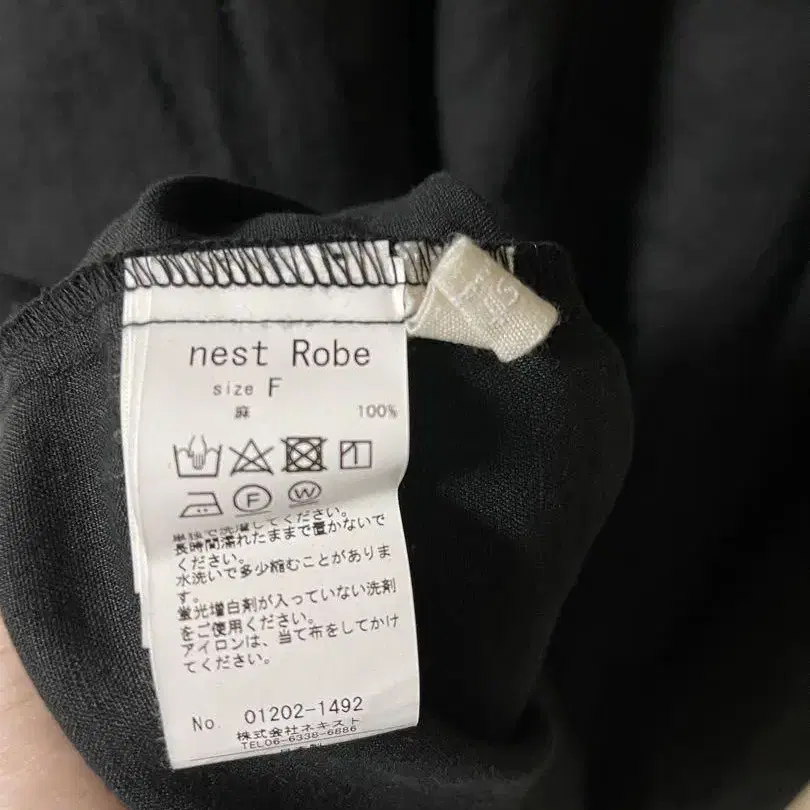 nest Robe
size F
麻 100%
F W
単独で洗濯してください。
長時間濡れたままで置かないで
ください。
水洗いで多少縮むことがありま
す。
蛍光増白剤が入っていない洗剤
をご使用ください。
アイロンは、当て布をしてかけ
てください。
No. 01202-1492
株式会社ネキスト
TEL06-6338-6886